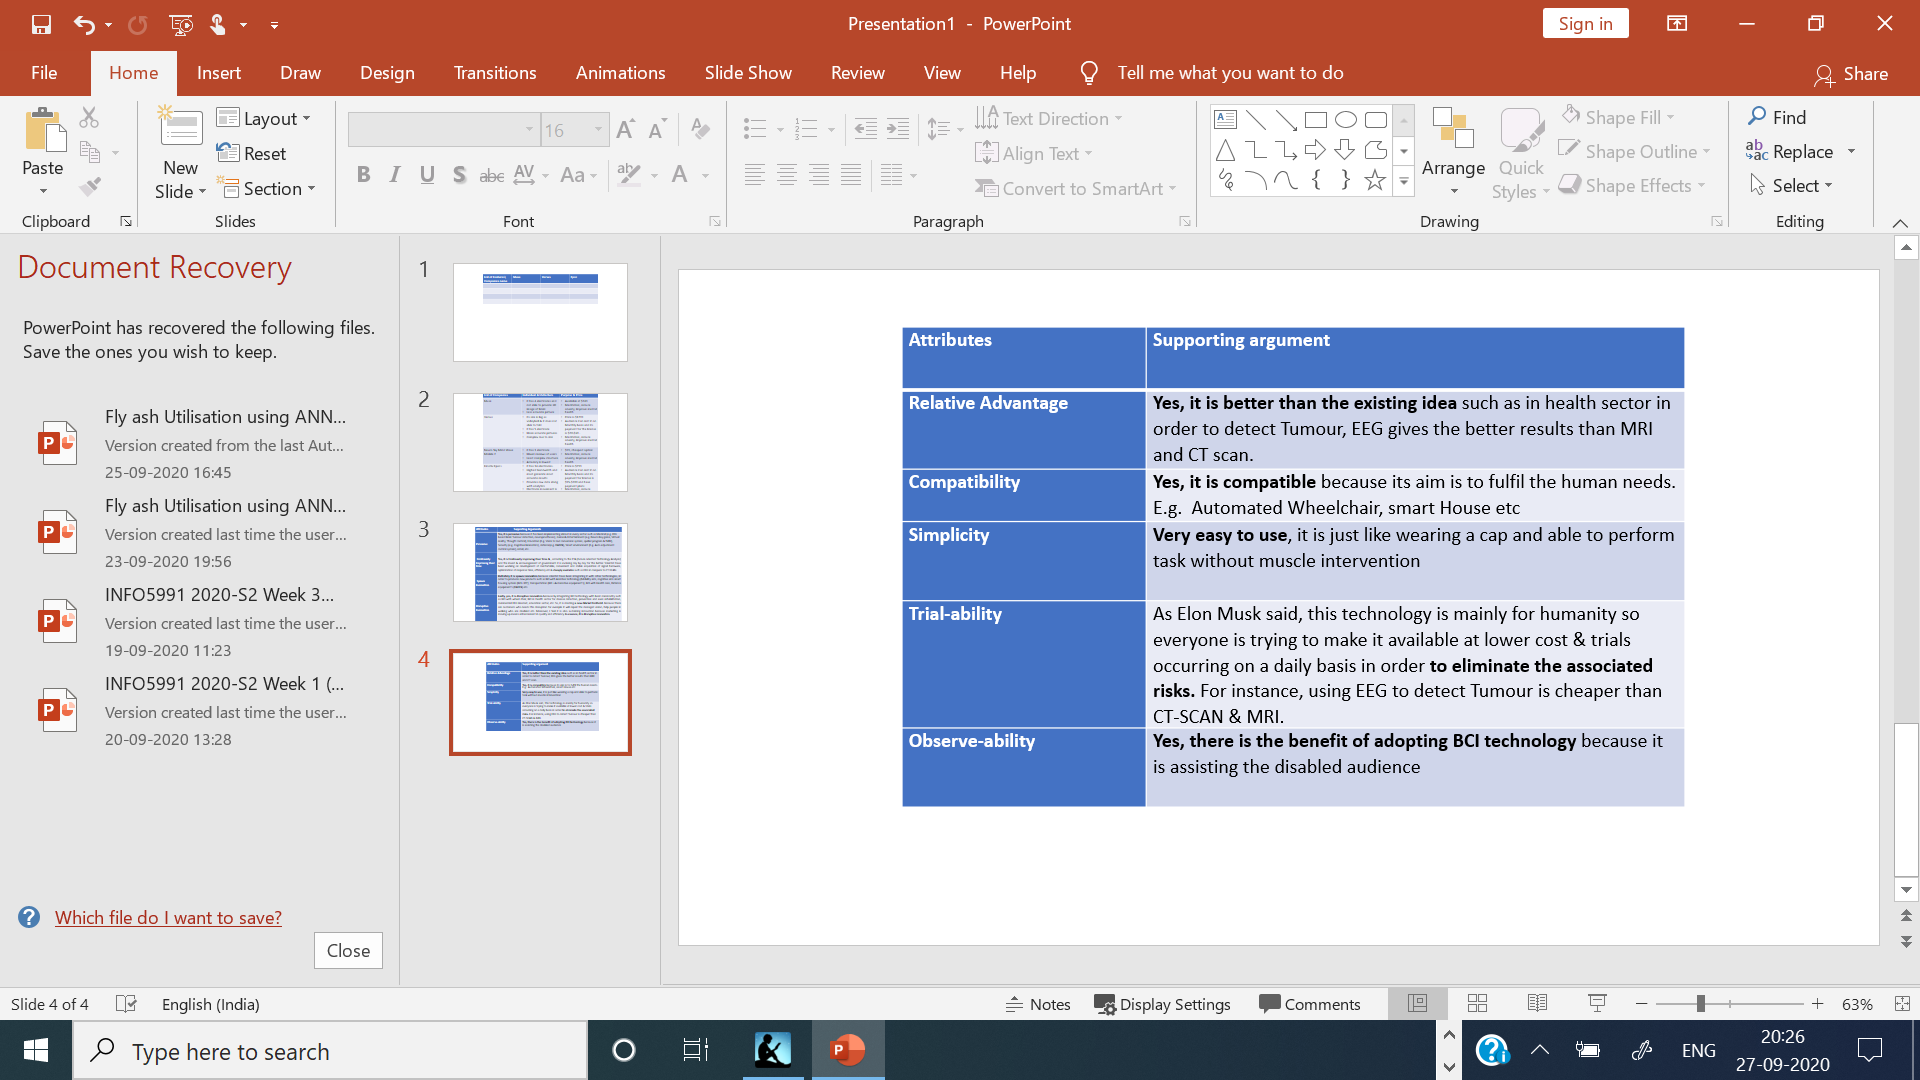 Presentation1 - PowerPoint
Sign in
File
Home
Insert
Draw
Design
Transitions
Animations
Slide Show
Review
View
Help
Tell me what you want to do
Share
Paste
Clipboard
New
Slide
Layout
Reset
Section
Slides
16
Font
Text Direction
Align Text
Convert to SmartArt
Paragraph
Arrange
Quick
Styles
Shape Fill
Shape Outline
Shape Effects
Drawing
Find
Replace
Select
Editing
Document Recovery
PowerPoint has recovered the following files.
Save the ones you wish to keep.
Fly ash Utilisation using ANN...
Version created from the last Aut...
25-09-2020 16:45
Fly ash Utilisation using ANN...
Version created last time the user...
23-09-2020 19:56
INFO5991 2020-S2 Week 3...
Version created last time the user...
19-09-2020 11:23
INFO5991 2020-S2 Week 1 (...
Version created last time the user...
20-09-2020 13:28
Which file do I want to save?
Close
1
2
3
4
Attributes
Supporting argument
Relative Advantage
Yes, it is better than the existing idea such as in health sector in
order to detect Tumour, EEG gives the better results than MRI
and CT scan.
Compatibility
Yes, it is compatible because its aim is to fulfil the human needs.
E.g. Automated Wheelchair, smart House etc
Simplicity
Very easy to use, it is just like wearing a cap and able to perform
task without muscle intervention
Trial-ability
As Elon Musk said, this technology is mainly for humanity so
everyone is trying to make it available at lower cost & trials
occurring on a daily basis in order to eliminate the associated
risks. For instance, using EEG to detect Tumour is cheaper than
CT-SCAN & MRI.
Observe-ability
Yes, there is the benefit of adopting BCI technology because it
is assisting the disabled audience
Slide 4 of 4
English (India)
Notes
Display Settings
Comments
63%
Type here to search
ENG
20:26
27-09-2020